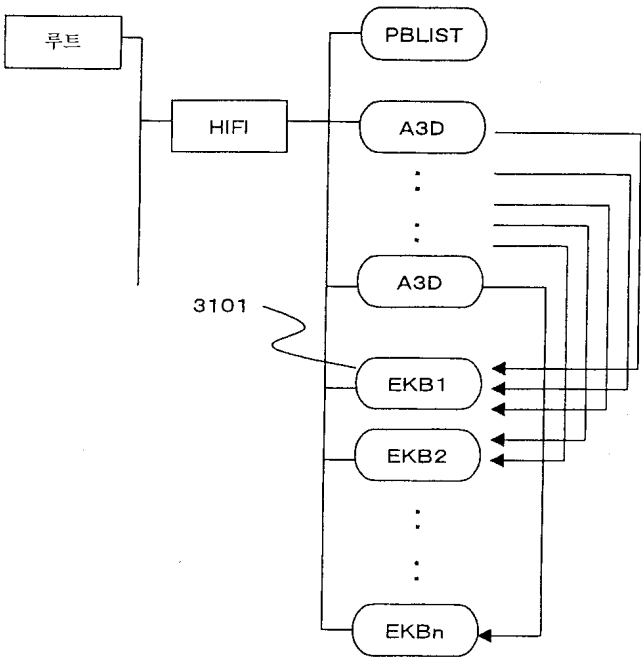 루트
PBLIST
HIFI
A3D
A3D
3101
EKB1
EKB2
EKBn